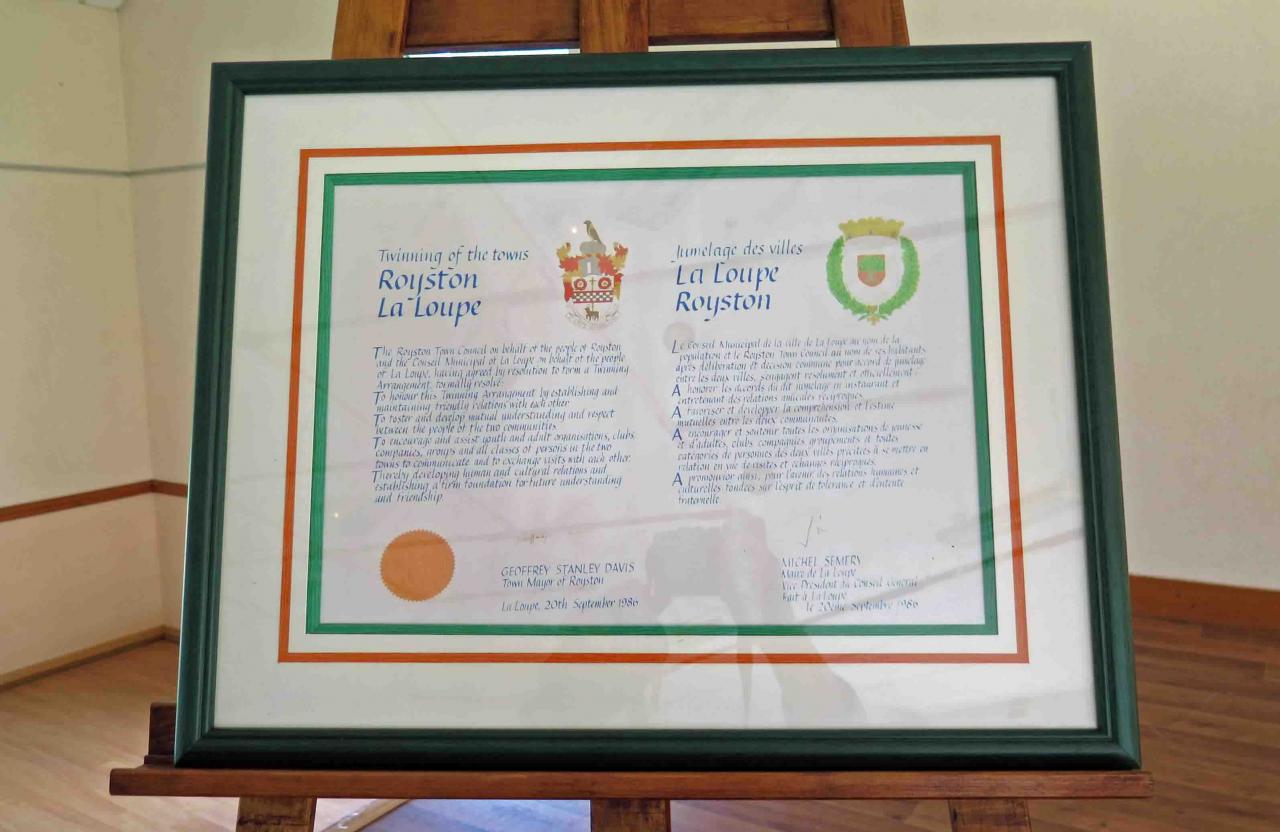 Twinning of the towns
Royston
La Loupe
The Royston Town Council on behalf of the people of Royston
and the Conseil Municipal of La Loupe on behalf of the people
of La Loupe, having agreed by resolution to form a Twinning
Arrangement, formally resolve:
To honour this Twinning Arrangement by establishing and
maintaining friendly relations with each other
To foster and develop mutual understanding and respect
between the people of the two communities
To encourage and assist youth and adult organisations, clubs
companies, groups and all classes of persons in the two
towns to communicate and to exchange visits with each other.
Thereby developing human and cultural relations and
establishing a firm foundation for future understanding
and friendship.
GEOFFREY STANLEY DAVIS
Town Mayor of Royston
La Loupe, 20th September 1986
Jumelage des villes
La Loupe
Royston
Le Conseil Municipal de la ville de La Loupe au nom de la
population et le Royston Town Council au nom de ses habitants
après délibération et décision commune pour accord de jumelage
entre les deux villes, s'engagent resolument et officiellement:
A honorer les accords du dit jumelage en instaurant et
entretenant des relations amicales réciproques.
A favoriser et développer la compréhension et l'estime
mutuelles entre les deux communautés.
A encourager et soutenir toutes les organisations de jeunesse
et d'adultes, clubs compagnies groupements et toutes
catégories de personnes des deux villes précitées à se mettre en
relation en vue de visites et échanges réciproques.
A promouvoir ainsi, pour l'avenir, des relations humaines et
culturelles fondées sur l'esprit de tolerance et d'entente
fraternelle.
MICHEL SEMERY
Maire de La Loupe
Vice Président du Conseil General
Fait à La Loupe
le 20ème Septembre 1986